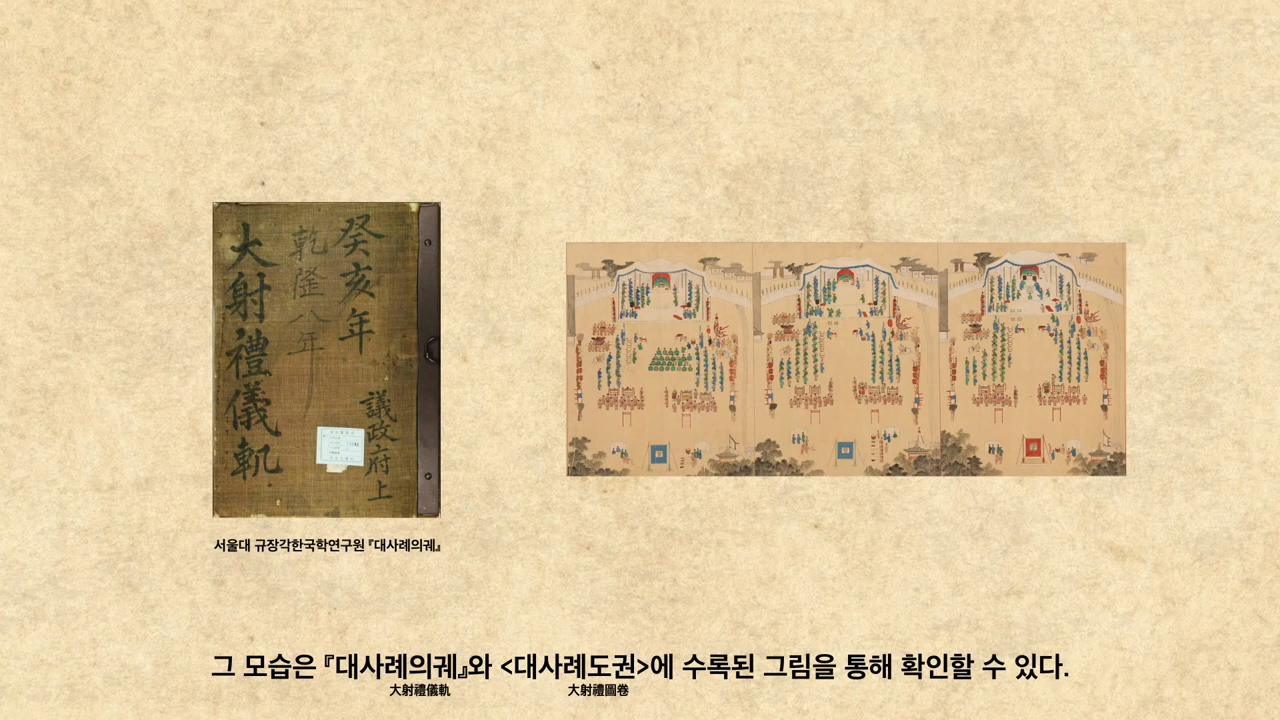 癸亥年
乾隆八年
大射禮儀軌
議政府上
서울대 규장각한국학연구원 『대사례의궤』
그 모습은 『대사례의궤』와 <대사례도권>에 수록된 그림을 통해 확인할 수 있다.
大射禮儀軌 大射禮圖卷